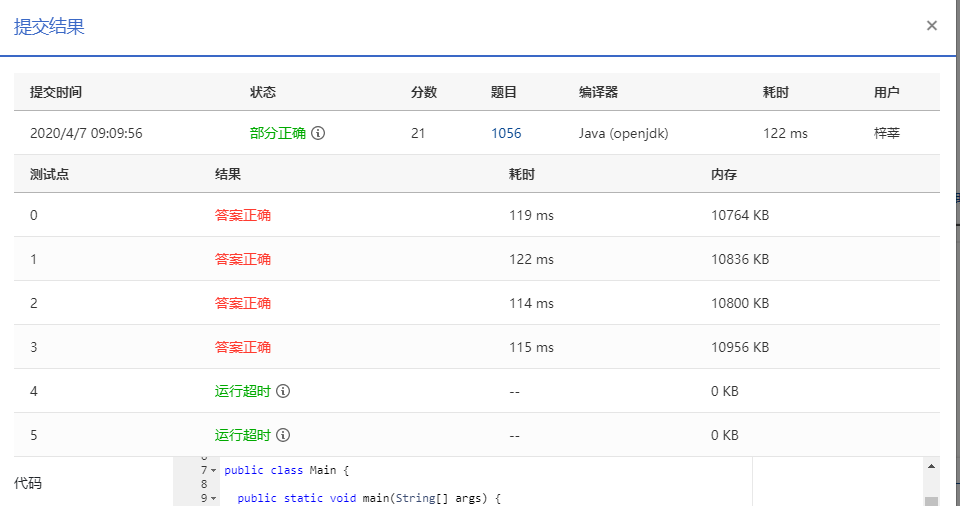 提交结果 ×
提交时间 状态 分数 题目 编译器 耗时 用户
2020/4/7 09:09:56 部分正确 21 1056 Java (openjdk) 122 ms 梓莘
测试点 结果 耗时 内存
0 答案正确 119 ms 10764 KB
1 答案正确 122 ms 10836 KB
2 答案正确 114 ms 10800 KB
3 答案正确 115 ms 10956 KB
4 运行超时 -- 0 KB
5 运行超时 -- 0 KB
代码
7 public class Main {
8
9 public static void main(String[] args) {